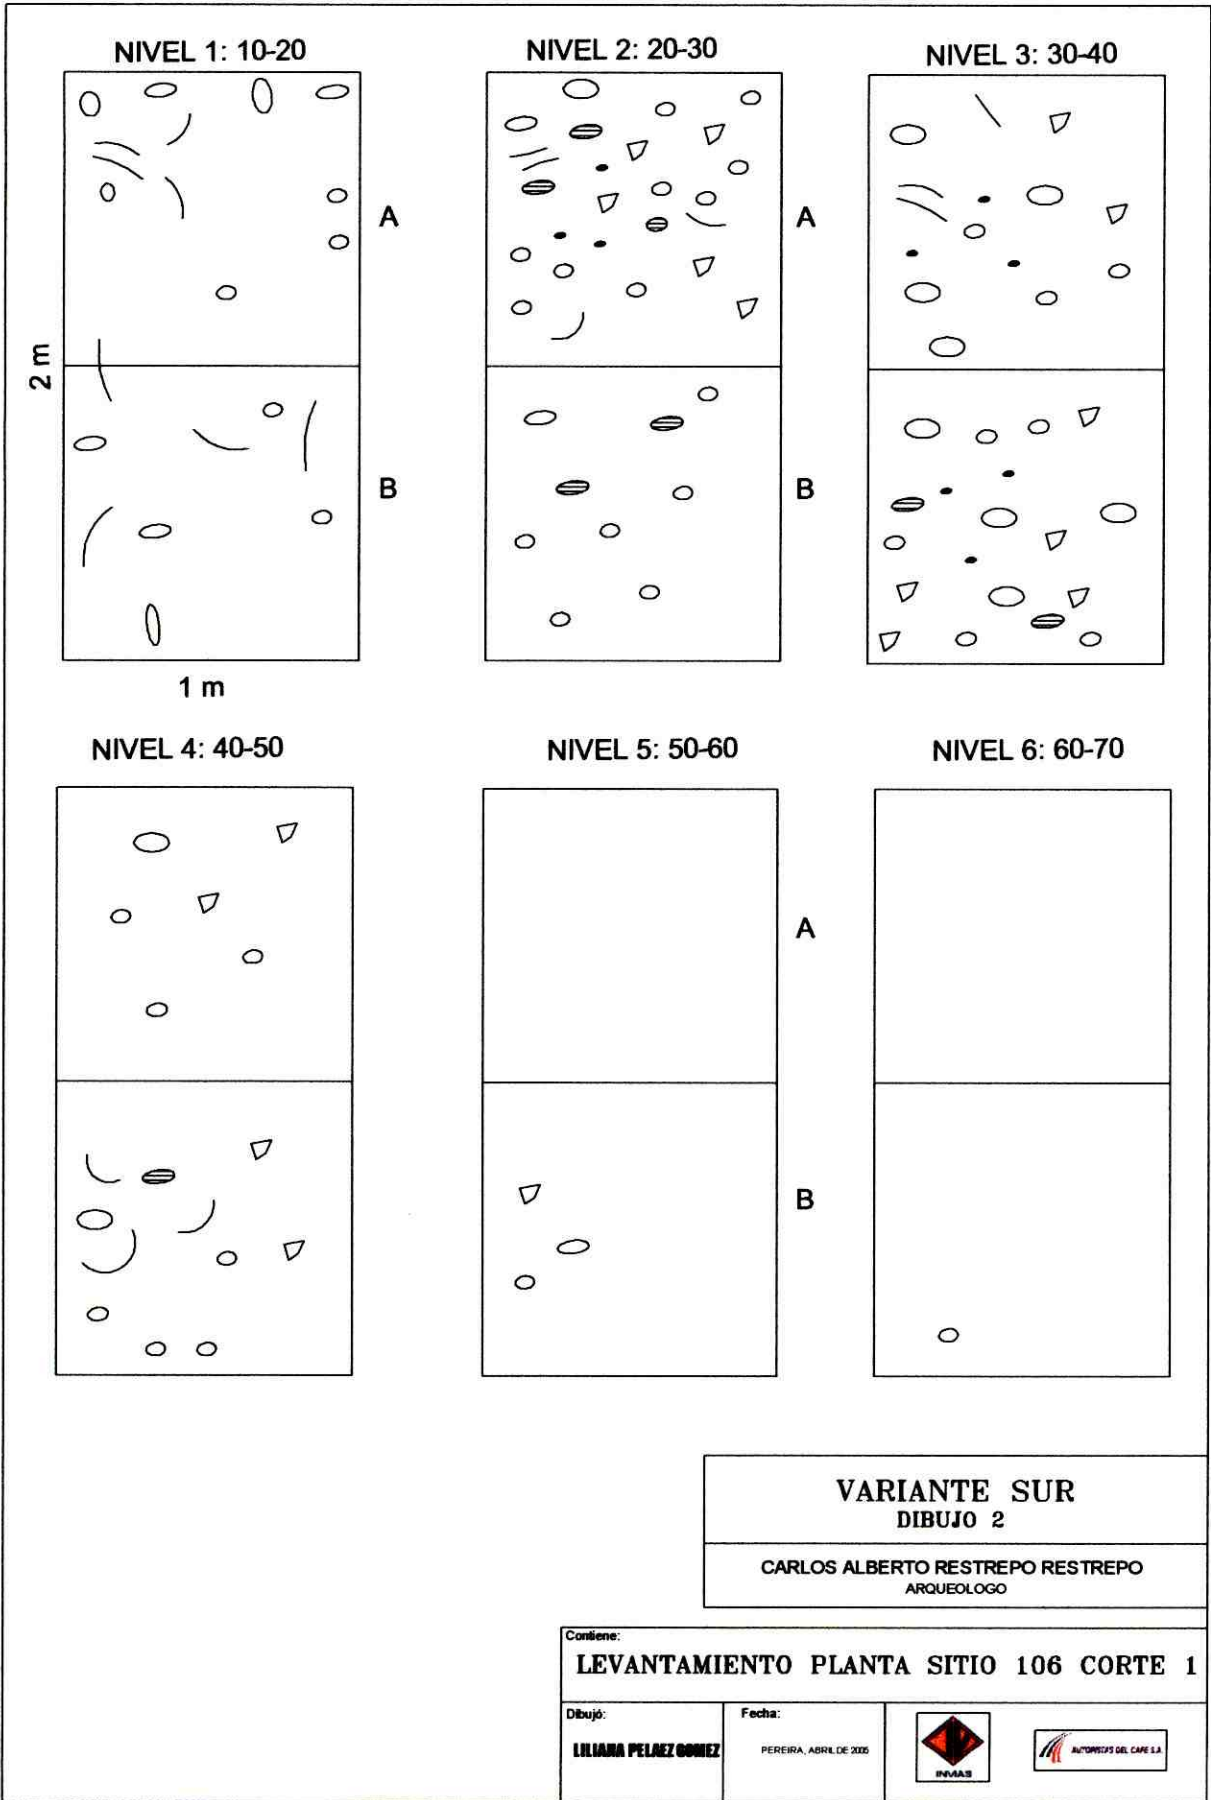 NIVEL 1: 10-20
NIVEL 2: 20-30
NIVEL 3: 30-40
A
A
2 m
B
B
1 m
NIVEL 4: 40-50
NIVEL 5: 50-60
NIVEL 6: 60-70
A
B
VARIANTE SUR
DIBUJO 2
CARLOS ALBERTO RESTREPO RESTREPO
ARQUEOLOGO
Contiene:
LEVANTAMIENTO PLANTA SITIO 106 CORTE 1
Dibujó:
LILIANA PELAEZ GOMEZ
Fecha:
PEREIRA, ABRIL DE 2005
INVIAS
AUTOPISTAS DEL CAFE S.A.